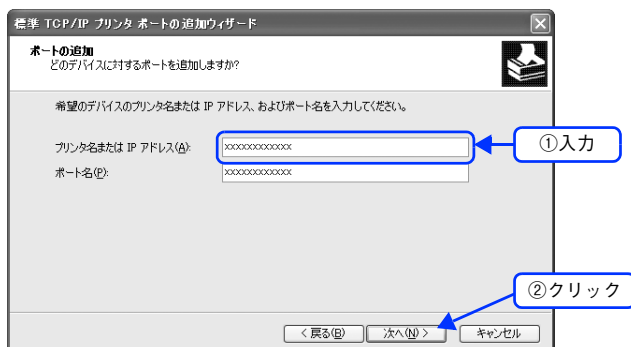 標準 TCP/IP プリンタ ポートの追加ウィザード
ポートの追加
どのデバイスに対するポートを追加しますか?
希望のデバイスのプリンタ名または IP アドレス、およびポート名を入力してください。
プリンタ名または IP アドレス(A): xxxxxxxxxxxx
①入力
ポート名(P): xxxxxxxxxxxx
②クリック
< 戻る(B) 次へ(N) > キャンセル